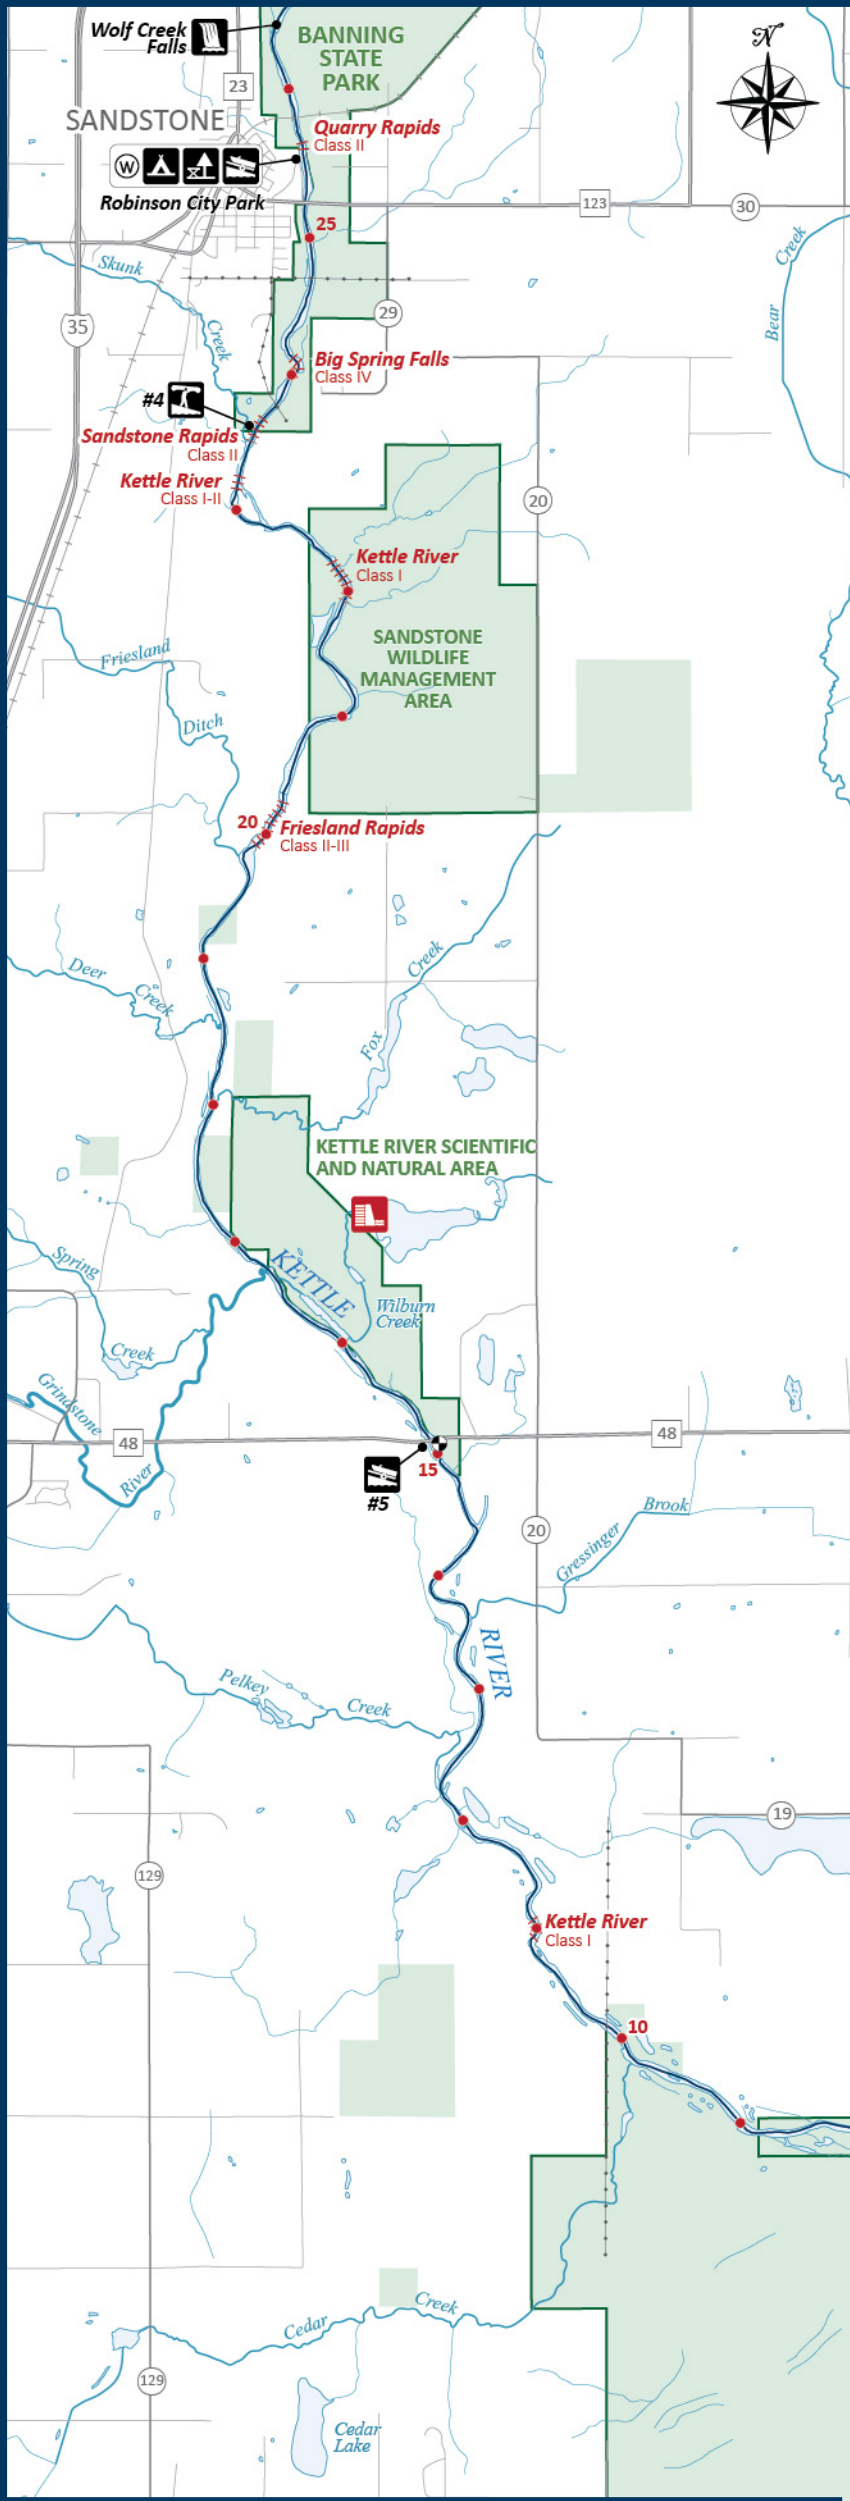 Wolf Creek
Falls
BANNING
STATE
PARK
N
23
SANDSTONE
Quarry Rapids
Class II
W
Robinson City Park
123
30
25
Skunk
Creek
Bear
Creek
35
29
Big Spring Falls
Class IV
#4
Sandstone Rapids
Class II
Kettle River
Class I-II
20
Kettle River
Class I
SANDSTONE
WILDLIFE
MANAGEMENT
AREA
Friesland
Ditch
20
Friesland Rapids
Class II-III
Deer
Creek
Fox
Creek
KETTLE RIVER SCIENTIFIC
AND NATURAL AREA
Spring
Creek
KETTLE
Wilburn
Creek
Grindstone
River
48
48
15
#5
20
Gressinger
Brook
RIVER
Pelkey
Creek
19
129
Kettle River
Class I
10
Cedar
Creek
129
Cedar
Lake